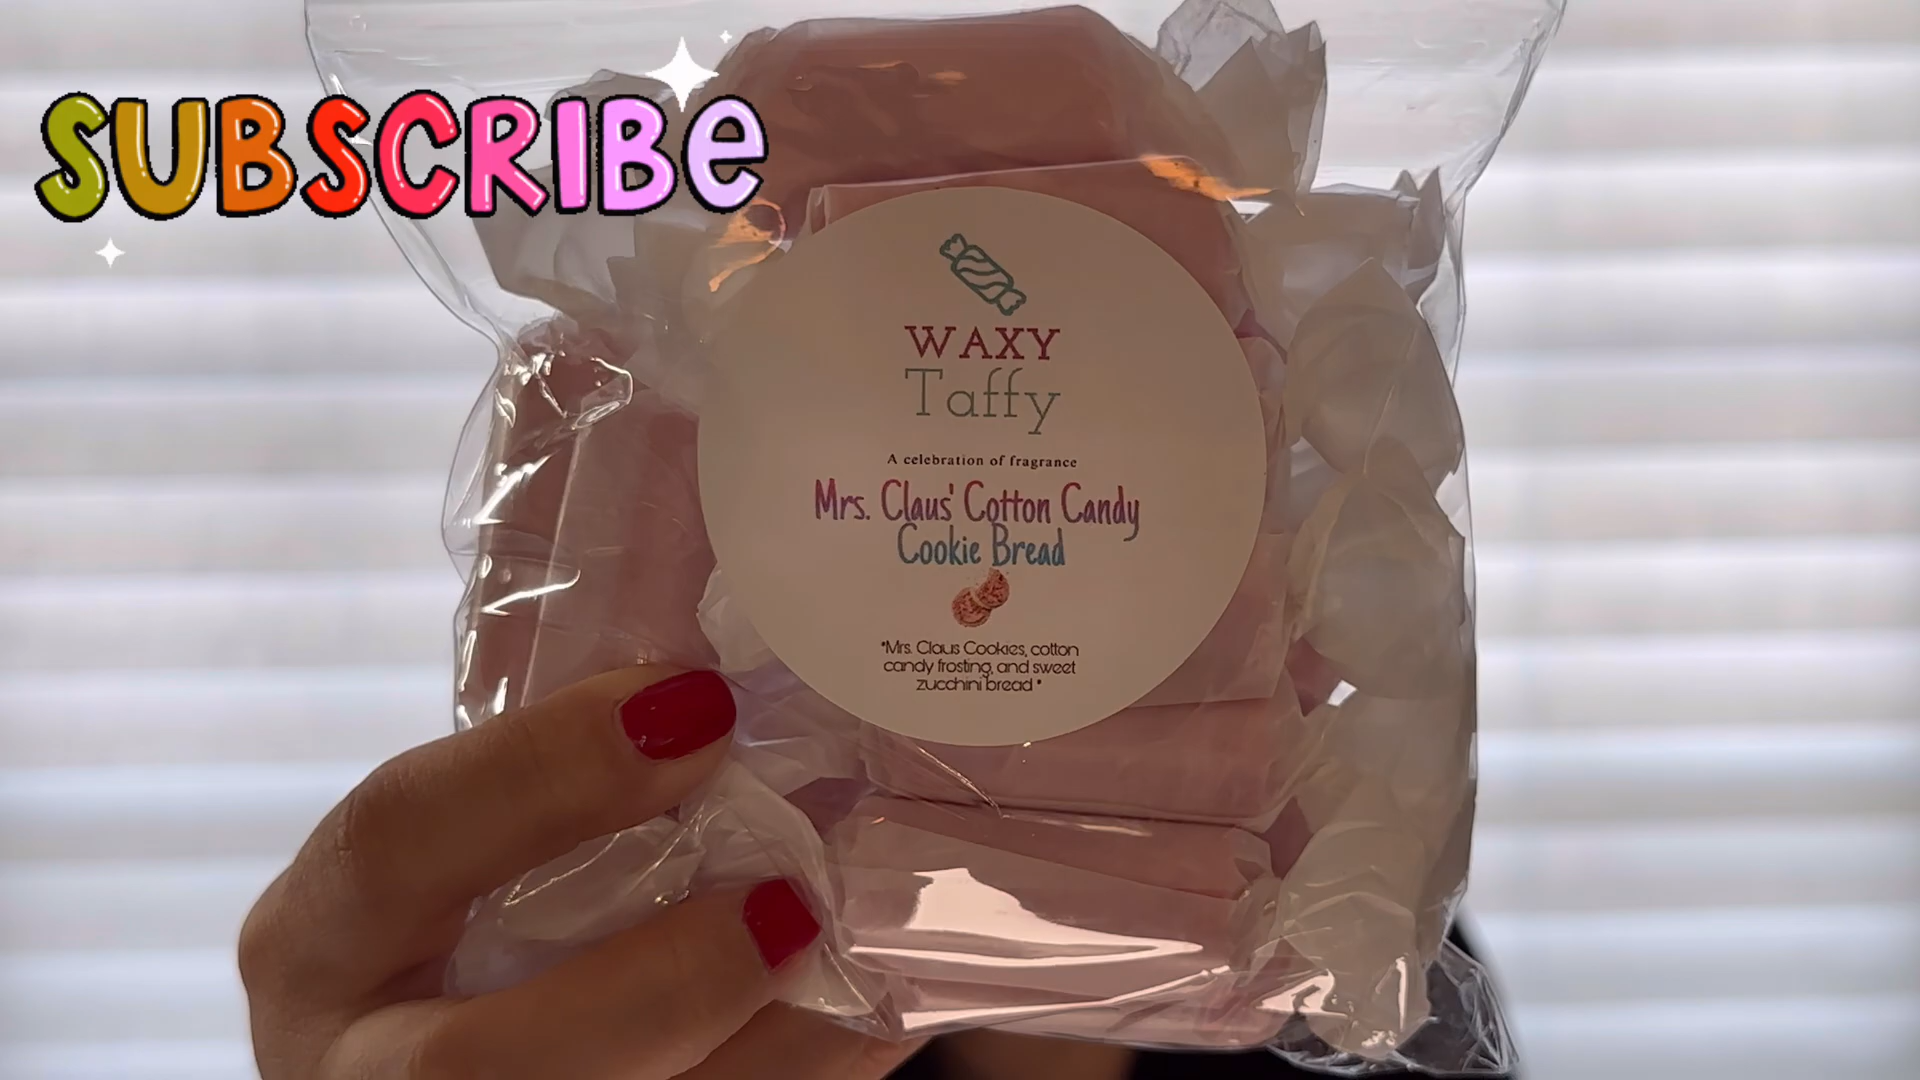 SUBSCRIBe
WAXY
Taffy
A celebration of fragrance
Mrs. Claus' Cotton Candy
Cookie Bread
*Mrs. Claus Cookies, cotton
candy frosting, and sweet
zucchini bread *